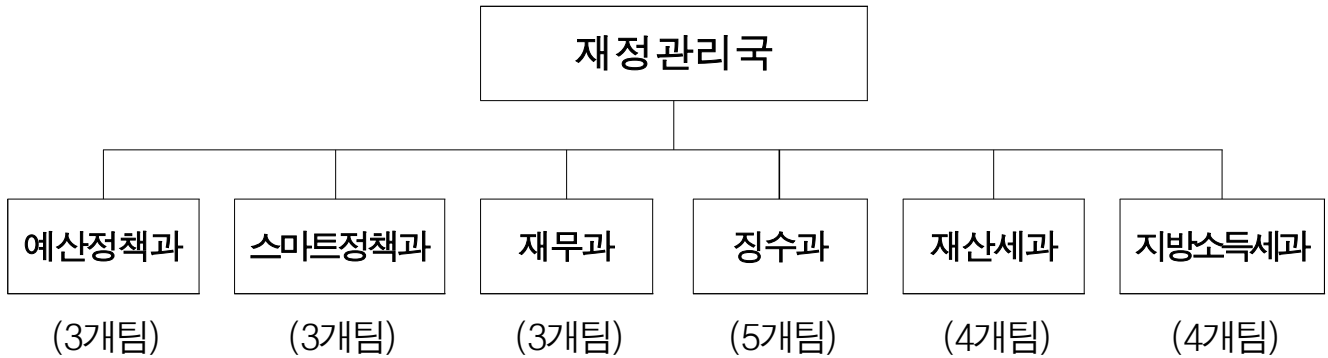 재정관리국
예산정책과 스마트정책과 재무과 징수과 재산세과 지방소득세과
(3개팀) (3개팀) (3개팀) (5개팀) (4개팀) (4개팀)